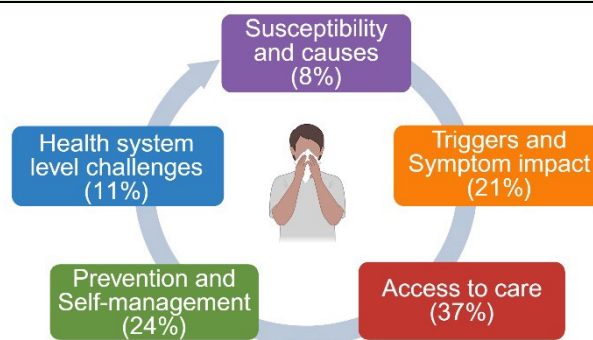 Susceptibility
and causes
(8%)
Triggers and
Symptom impact
(21%)
Access to care
(37%)
Prevention and
Self-management
(24%)
Health system
level challenges
(11%)